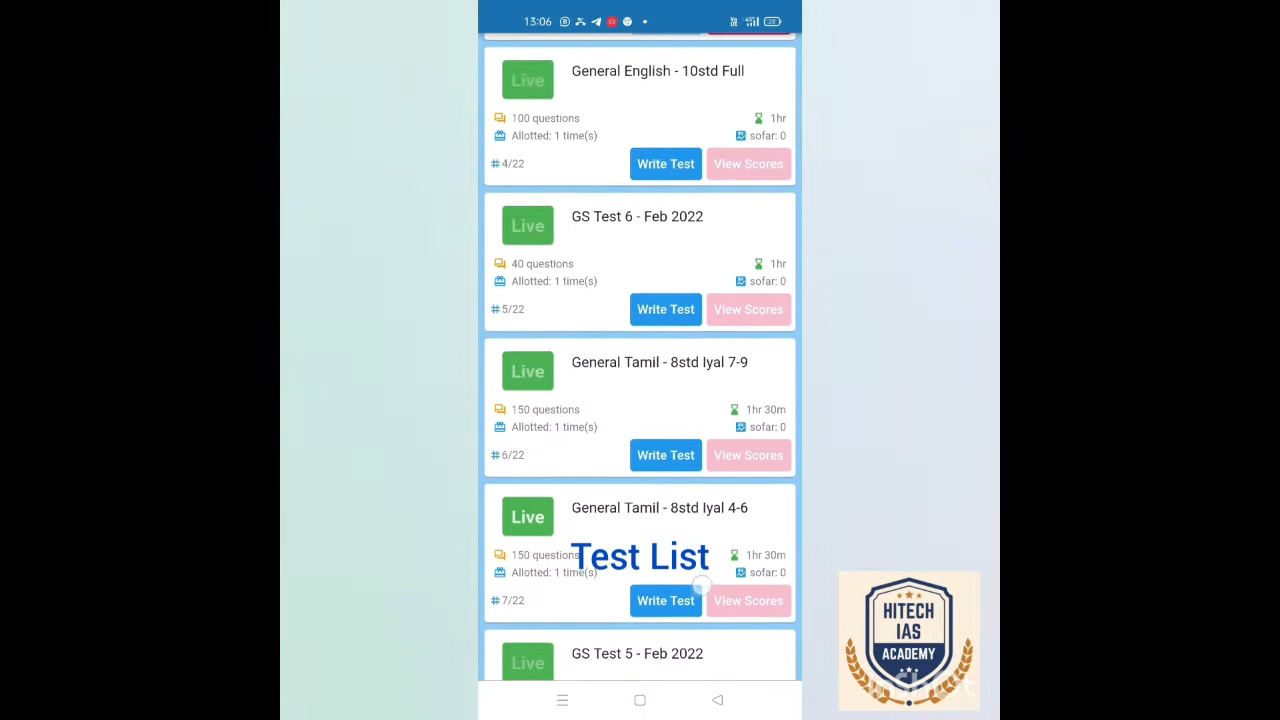 13:06
28
Live
General English - 10std Full
100 questions
1hr
Allotted: 1 time(s)
sofar: 0
#4/22
Write Test
View Scores
Live
GS Test 6 - Feb 2022
40 questions
1hr
Allotted: 1 time(s)
sofar: 0
#5/22
Write Test
View Scores
Live
General Tamil - 8std Iyal 7-9
150 questions
1hr 30m
Allotted: 1 time(s)
sofar: 0
#6/22
Write Test
View Scores
Live
General Tamil - 8std Iyal 4-6
150 questions
Test List
1hr 30m
Allotted: 1 time(s)
sofar: 0
#7/22
Write Test
View Scores
Live
GS Test 5 - Feb 2022
HITECH
IAS
ACADEMY